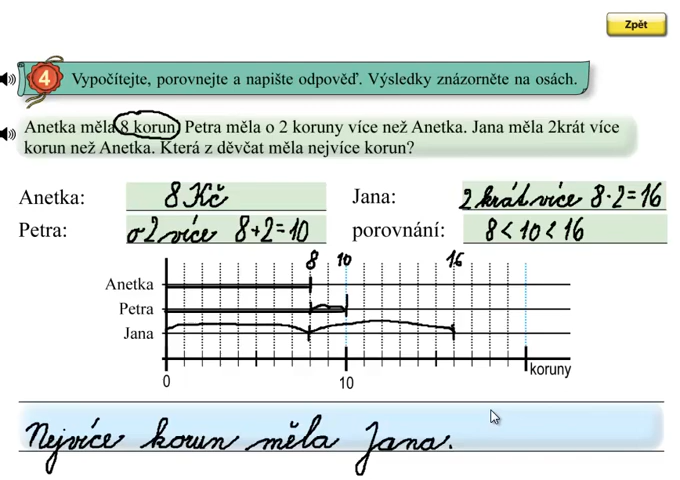 Zpět
4 Vypočítejte, porovnejte a napište odpověď. Výsledky znázorněte na osách.
Anetka měla 8 korun. Petra měla o 2 koruny více než Anetka. Jana měla 2krát více
korun než Anetka. Která z děvčat měla nejvíce korun?
Anetka: 8 Kč Jana: 2 krát více 8·2=16
Petra: o 2 více 8+2=10 porovnání: 8<10<16
8 10 16
Anetka
Petra
Jana
koruny
0 10
Nejvíce korun měla Jana.